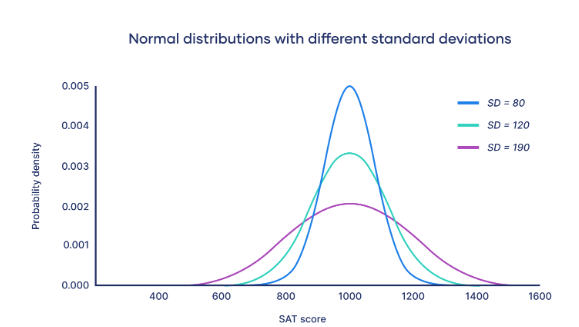 Normal distributions with different standard deviations
0.005
0.004
0.003
0.002
0.001
0.000
Probability density
SD = 80
SD = 120
SD = 190
400 600 800 1000 1200 1400 1600
SAT score